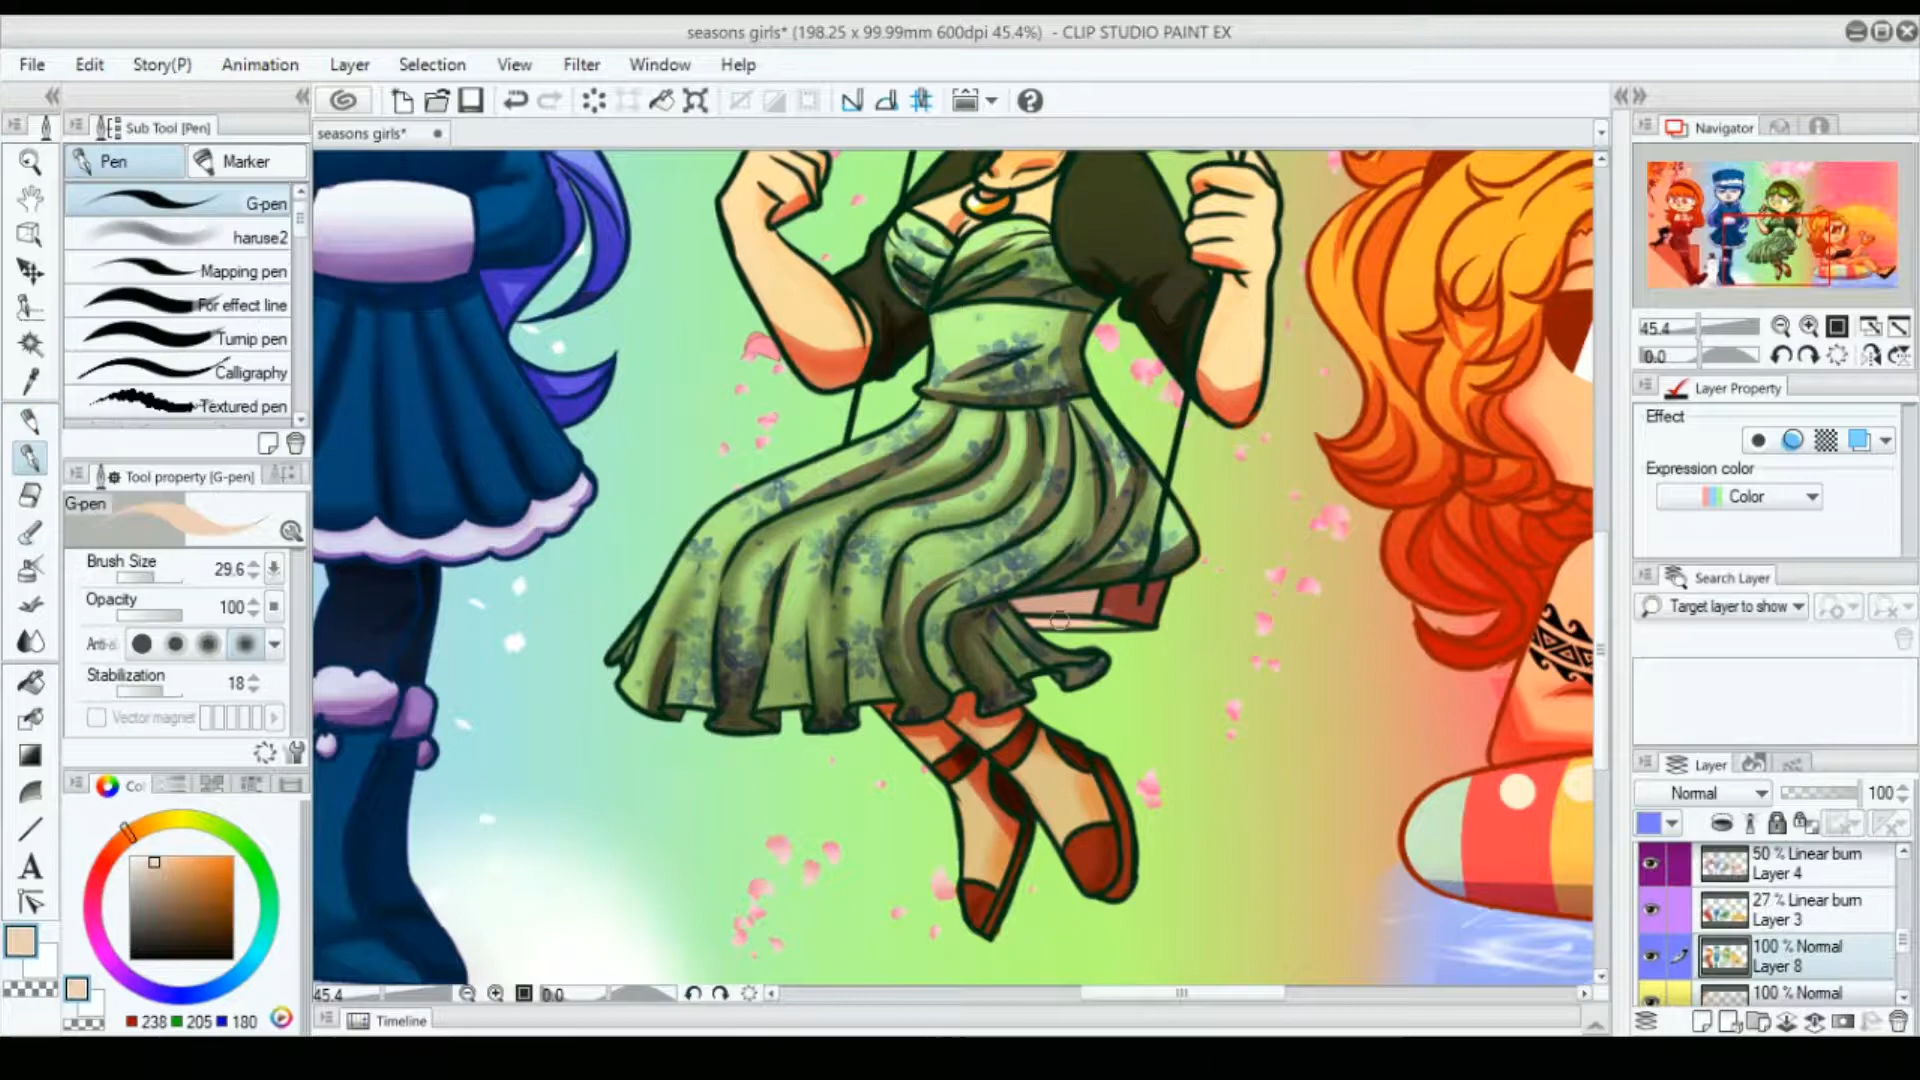 seasons girls* (198.25 x 99.99mm 600dpi 45.4%) - CLIP STUDIO PAINT EX
File Edit Story(P) Animation Layer Selection View Filter Window Help
Sub Tool [Pen]
Pen Marker
G-pen
haruse2
Mapping pen
For effect line
Turnip pen
Calligraphy
Textured pen
Tool property [G-pen]
G-pen
Brush Size 29.6
Opacity 100
Anti-a
Stabilization 18
Vector magnet
Co
238 205 180
seasons girls*
45.4 0.0
Timeline
Navigator
45.4
0.0
Layer Property
Effect
Expression color
Color
Search Layer
Target layer to show
Layer
Normal 100
50 % Linear burn
Layer 4
27 % Linear burn
Layer 3
100 % Normal
Layer 8
100 % Normal